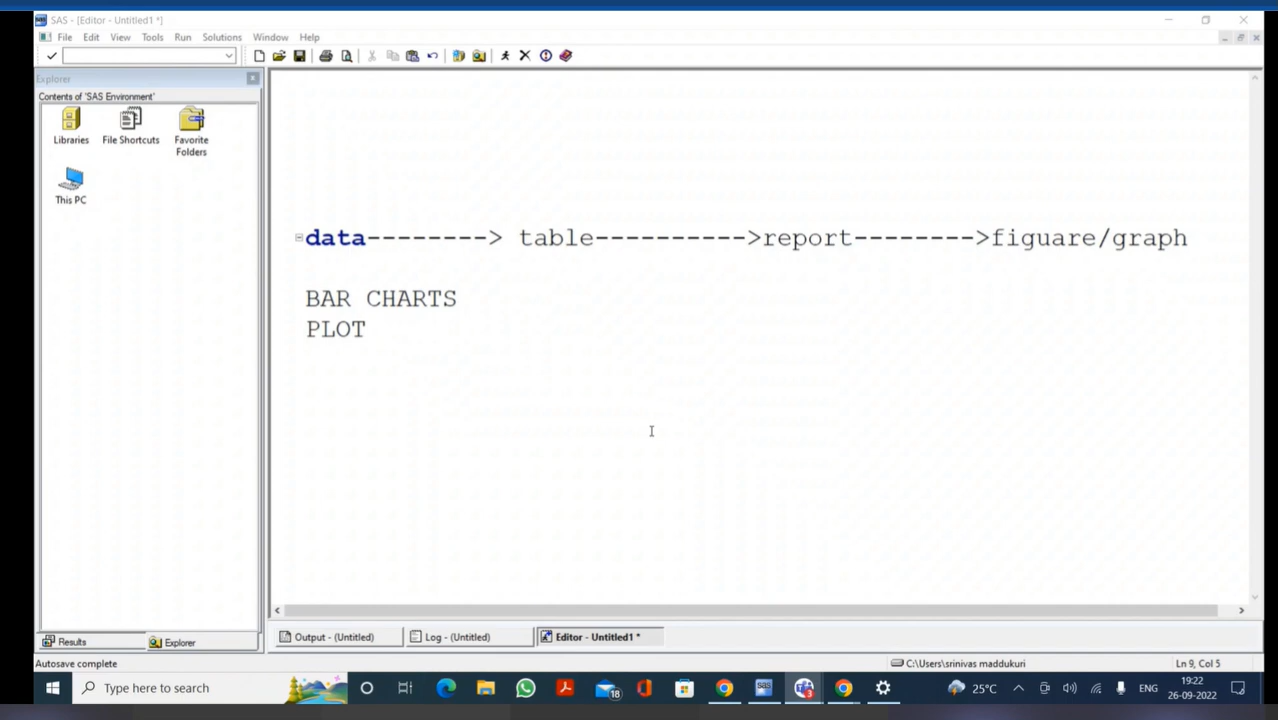 SAS - [Editor - Untitled1 *]
File Edit View Tools Run Solutions Window Help
Explorer
Contents of 'SAS Environment'
Libraries
File Shortcuts
Favorite Folders
This PC
data--------> table---------->report-------->figuare/graph
BAR CHARTS
PLOT
Results
Explorer
Output - (Untitled)
Log - (Untitled)
Editor - Untitled1 *
Autosave complete
C:\Users\srinivas maddukuri
Ln 9, Col 5
Type here to search
18
sas
3
25°C
ENG
19:22
26-09-2022